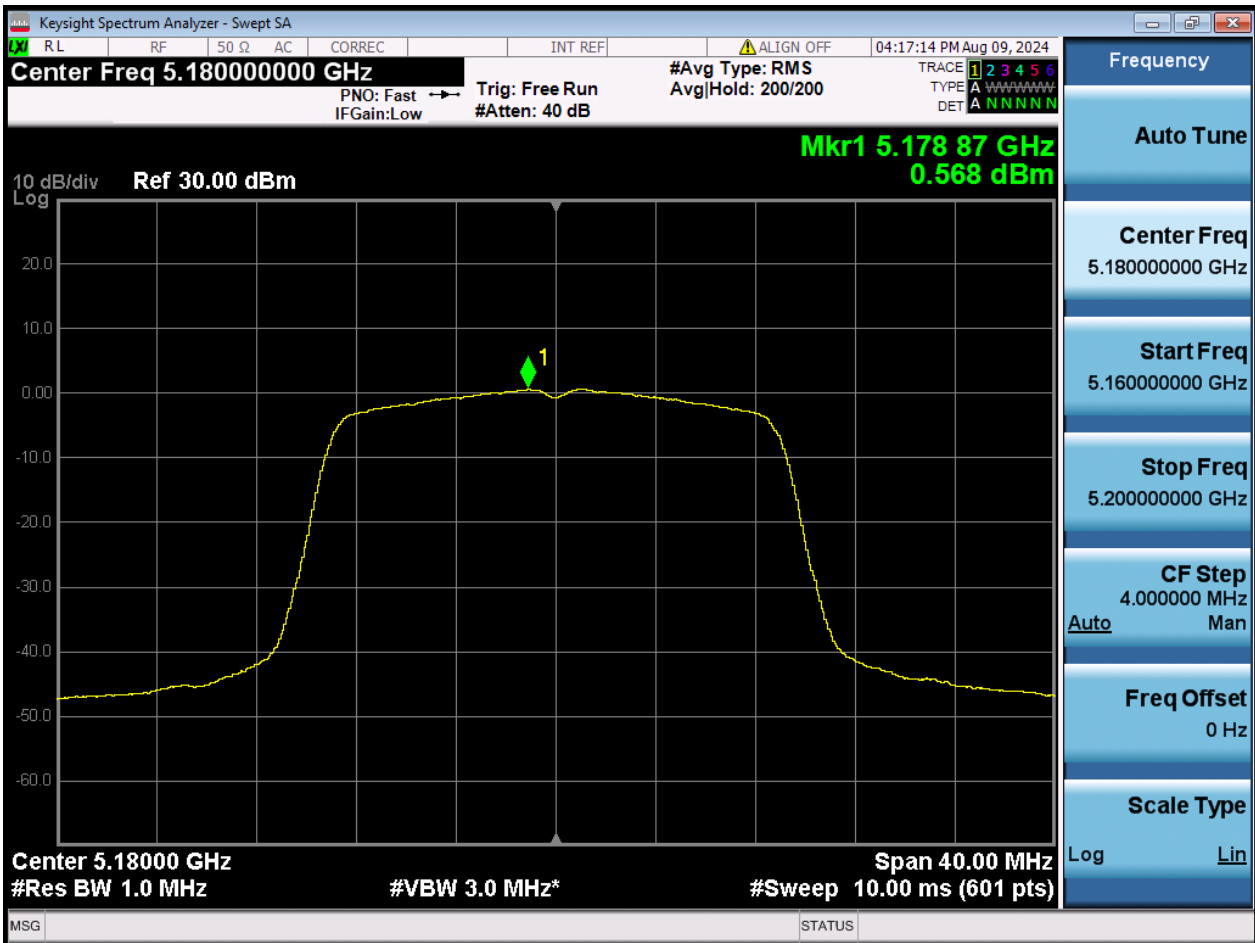 Keysight Spectrum Analyzer - Swept SA
LXI RL RF 50 Ω AC CORREC INT REF ALIGN OFF 04:17:14 PM Aug 09, 2024
Center Freq 5.180000000 GHz
PNO: Fast
IFGain:Low
Trig: Free Run
#Atten: 40 dB
#Avg Type: RMS
Avg|Hold: 200/200
TRACE 1 2 3 4 5 6
TYPE A WWWWW
DET A N N N N N
Mkr1 5.178 87 GHz
0.568 dBm
10 dB/div Ref 30.00 dBm
Log
20.0
10.0
1
0.00
-10.0
-20.0
-30.0
-40.0
-50.0
-60.0
Center 5.18000 GHz Span 40.00 MHz
#Res BW 1.0 MHz #VBW 3.0 MHz* #Sweep 10.00 ms (601 pts)
MSG STATUS
Frequency
Auto Tune
Center Freq
5.180000000 GHz
Start Freq
5.160000000 GHz
Stop Freq
5.200000000 GHz
CF Step
4.000000 MHz
Auto Man
Freq Offset
0 Hz
Scale Type
Log Lin